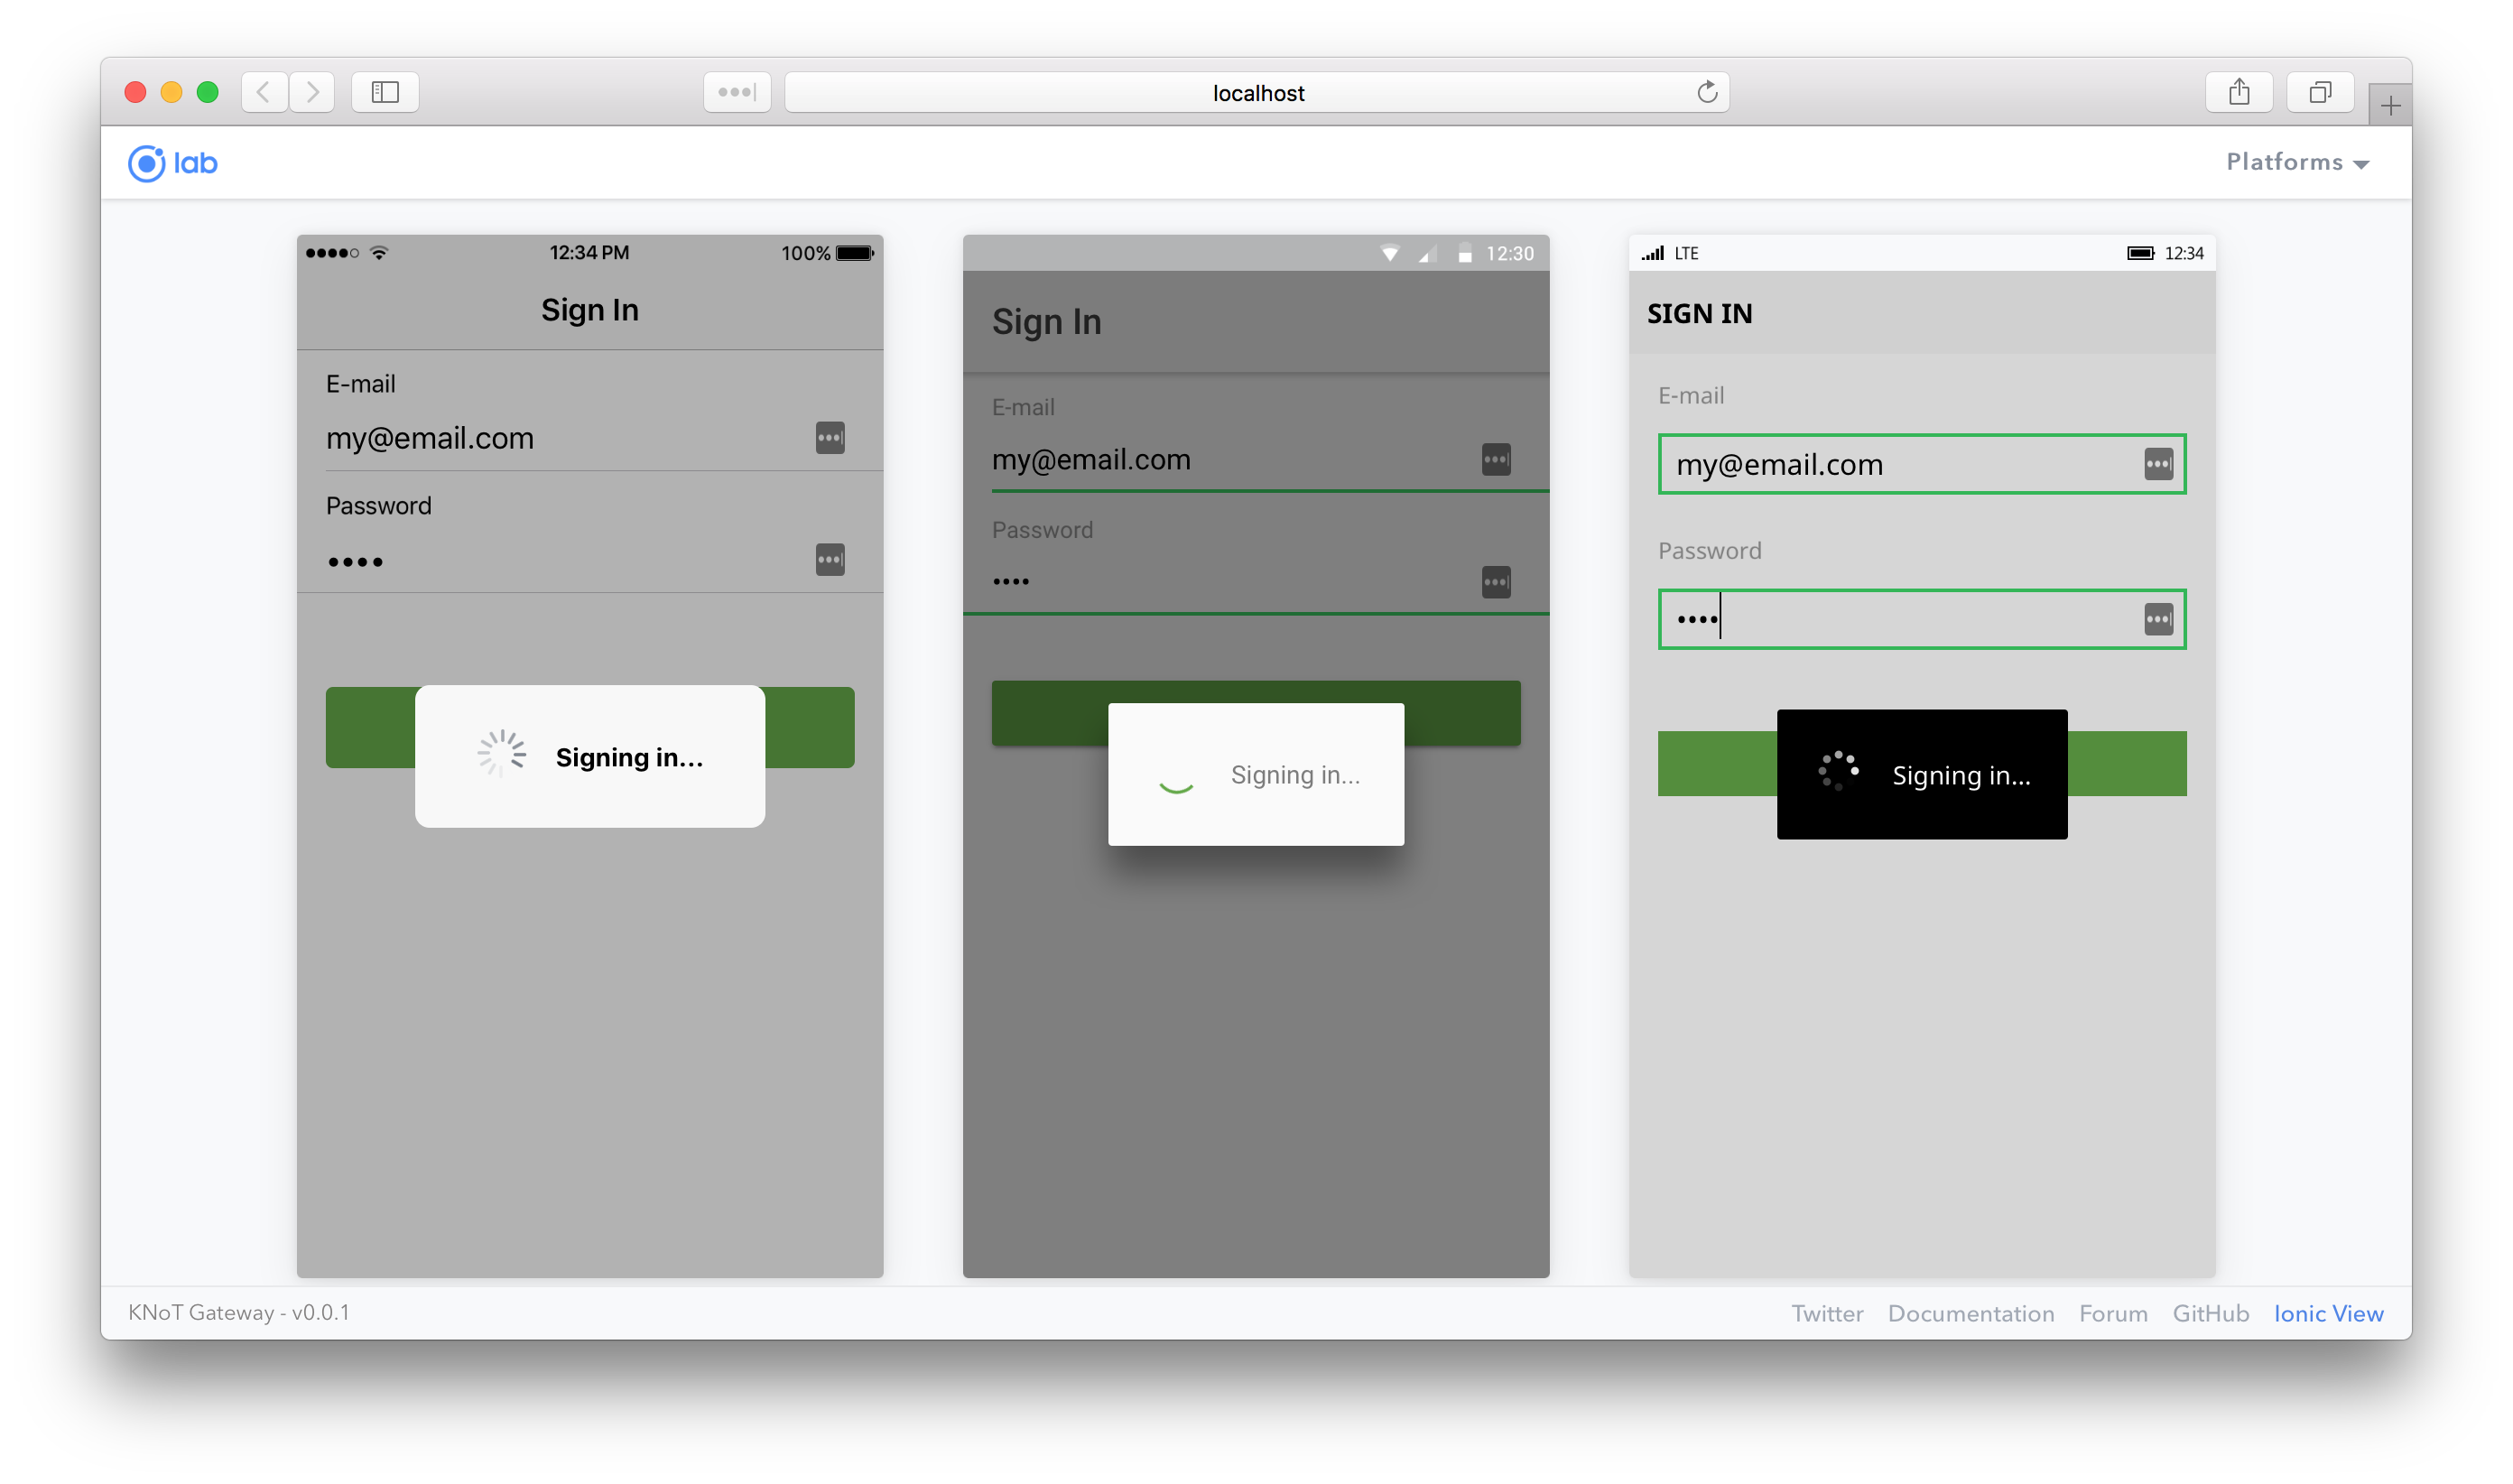 localhost
lab
Platforms
12:34 PM
100%
Sign In
E-mail
my@email.com
Password
Signing in...
12:30
Sign In
E-mail
my@email.com
Password
Signing in...
LTE
12:34
SIGN IN
E-mail
my@email.com
Password
Signing in...
KNoT Gateway - v0.0.1
Twitter Documentation Forum GitHub Ionic View